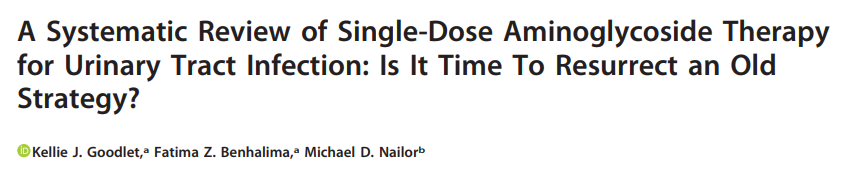 A Systematic Review of Single-Dose Aminoglycoside Therapy
for Urinary Tract Infection: Is It Time To Resurrect an Old
Strategy?
iD Kellie J. Goodlet,ᵃ Fatima Z. Benhalima,ᵃ Michael D. Nailorᵇ